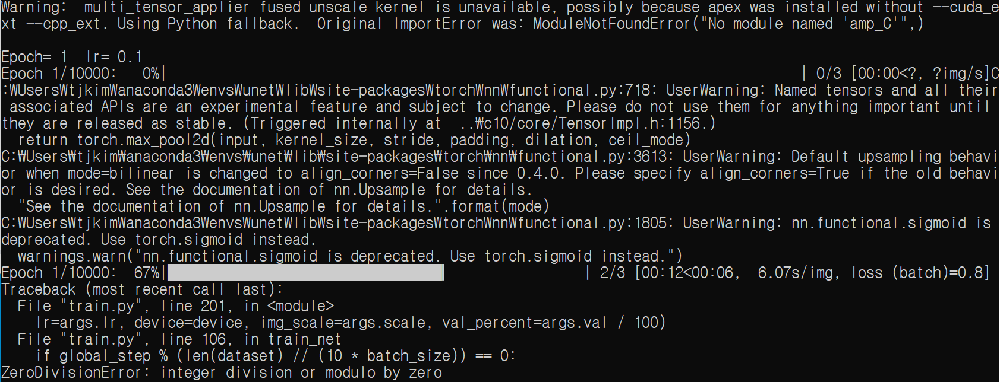 Warning:  multi_tensor_applier fused unscale kernel is unavailable, possibly because apex was installed without --cuda_e
xt --cpp_ext. Using Python fallback.  Original ImportError was: ModuleNotFoundError("No module named 'amp_C'",)
Epoch= 1  lr= 0.1
Epoch 1/10000:   0%|                    | 0/3 [00:00<?, ?img/s]C
:₩Users₩tjkim₩anaconda3₩envs₩unet₩lib₩site-packages₩torch₩nn₩functional.py:718: UserWarning: Named tensors and all their
 associated APIs are an experimental feature and subject to change. Please do not use them for anything important until
they are released as stable. (Triggered internally at  ..₩c10/core/TensorImpl.h:1156.)
  return torch.max_pool2d(input, kernel_size, stride, padding, dilation, ceil_mode)
C:₩Users₩tjkim₩anaconda3₩envs₩unet₩lib₩site-packages₩torch₩nn₩functional.py:3613: UserWarning: Default upsampling behavi
or when mode=bilinear is changed to align_corners=False since 0.4.0. Please specify align_corners=True if the old behavi
or is desired. See the documentation of nn.Upsample for details.
  "See the documentation of nn.Upsample for details.".format(mode)
C:₩Users₩tjkim₩anaconda3₩envs₩unet₩lib₩site-packages₩torch₩nn₩functional.py:1805: UserWarning: nn.functional.sigmoid is
deprecated. Use torch.sigmoid instead.
  warnings.warn("nn.functional.sigmoid is deprecated. Use torch.sigmoid instead.")
Epoch 1/10000:  67%|                    | 2/3 [00:12<00:06,  6.07s/img, loss (batch)=0.8]
Traceback (most recent call last):
  File "train.py", line 201, in <module>
    lr=args.lr, device=device, img_scale=args.scale, val_percent=args.val / 100)
  File "train.py", line 106, in train_net
    if global_step % (len(dataset) // (10 * batch_size)) == 0:
ZeroDivisionError: integer division or modulo by zero